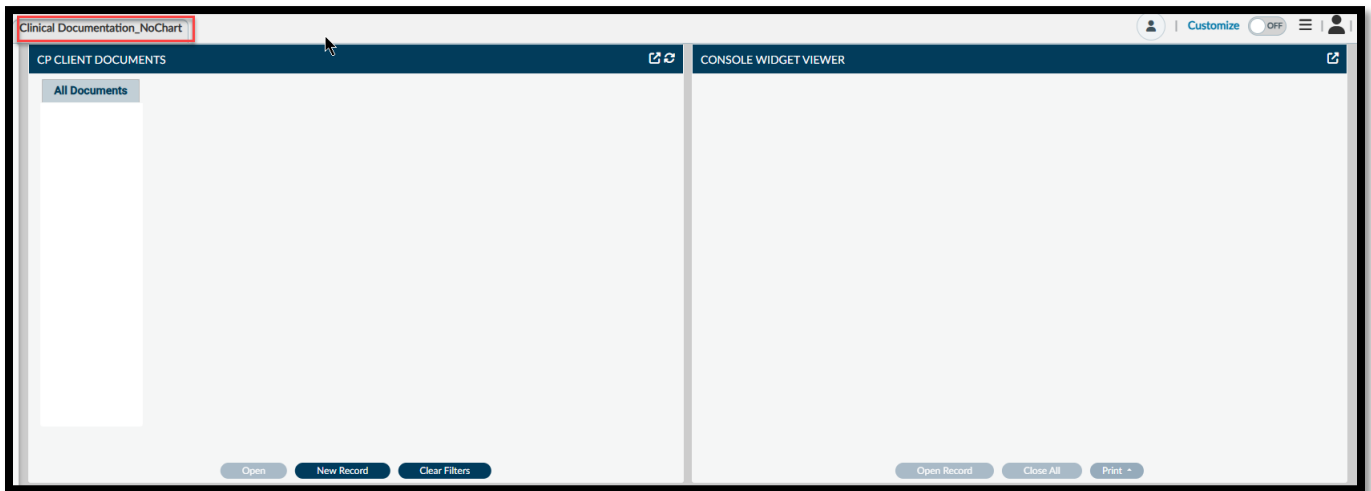 Clinical Documentation_NoChart
| Customize OFF | |
CP CLIENT DOCUMENTS
CONSOLE WIDGET VIEWER
All Documents
Open New Record Clear Filters
Open Record Close All Print